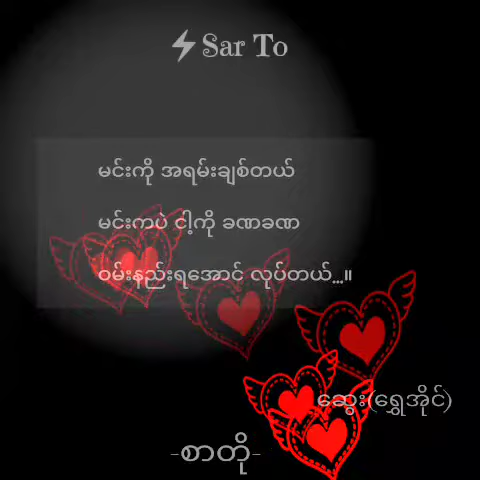 ⚡Sar To
မင်းကို အရမ်းချစ်တယ်
မင်းကပဲ ငါ့ကို ခဏခဏ
ဝမ်းနည်းရအောင် လုပ်တယ်...။
ဆွေး(ရွှေအိုင်)
-စာတို-